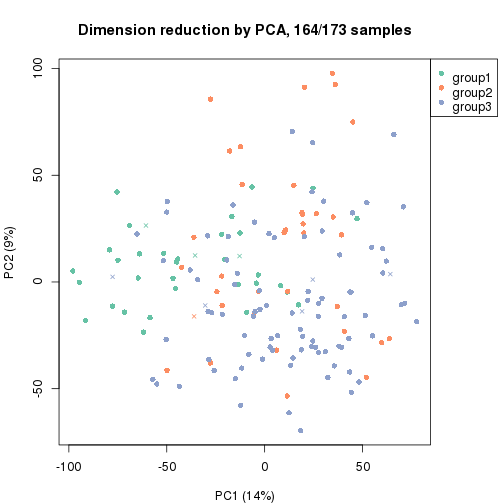 Dimension reduction by PCA, 164/173 samples
group1
group2
group3
100
50
0
-50
PC2 (9%)
-100
-50
0
50
PC1 (14%)